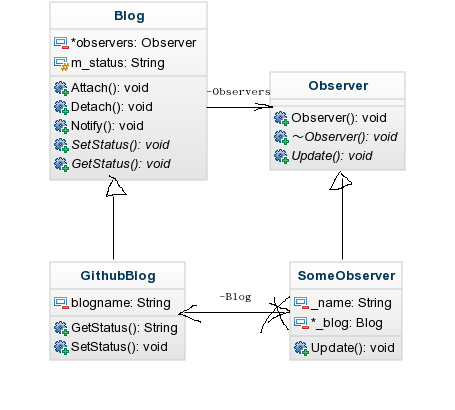 Blog
*observers: Observer
m_status: String
Attach(): void
Detach(): void
Notify(): void
SetStatus(): void
GetStatus(): void
-Observers
Observer
Observer(): void
～Observer(): void
Update(): void
GithubBlog
blogname: String
GetStatus(): String
SetStatus(): void
-Blog
SomeObserver
_name: String
*_blog: Blog
Update(): void